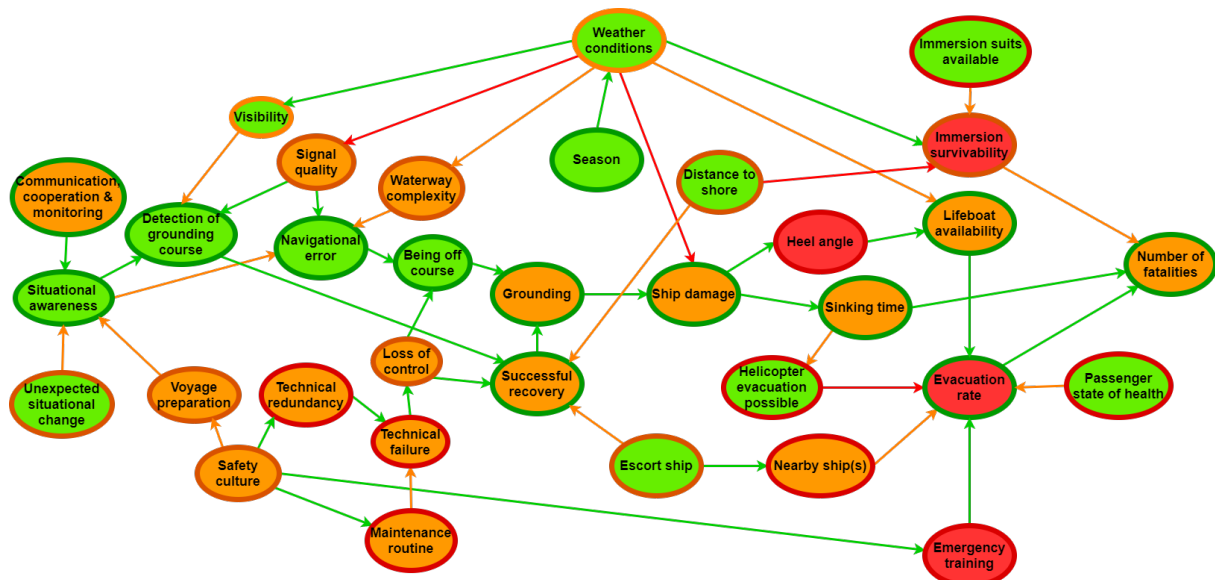 Weather
conditions
Immersion suits
available
Visibility
Signal
quality
Season
Immersion
survivability
Communication,
cooperation &
monitoring
Waterway
complexity
Distance to
shore
Detection of
grounding
course
Navigational
error
Being off
course
Heel angle
Lifeboat
availability
Number of
fatalities
Situational
awareness
Grounding
Ship damage
Sinking time
Unexpected
situational
change
Voyage
preparation
Technical
redundancy
Loss of
control
Successful
recovery
Helicopter
evacuation
possible
Evacuation
rate
Passenger
state of health
Technical
failure
Safety
culture
Escort ship
Nearby ship(s)
Maintenance
routine
Emergency
training